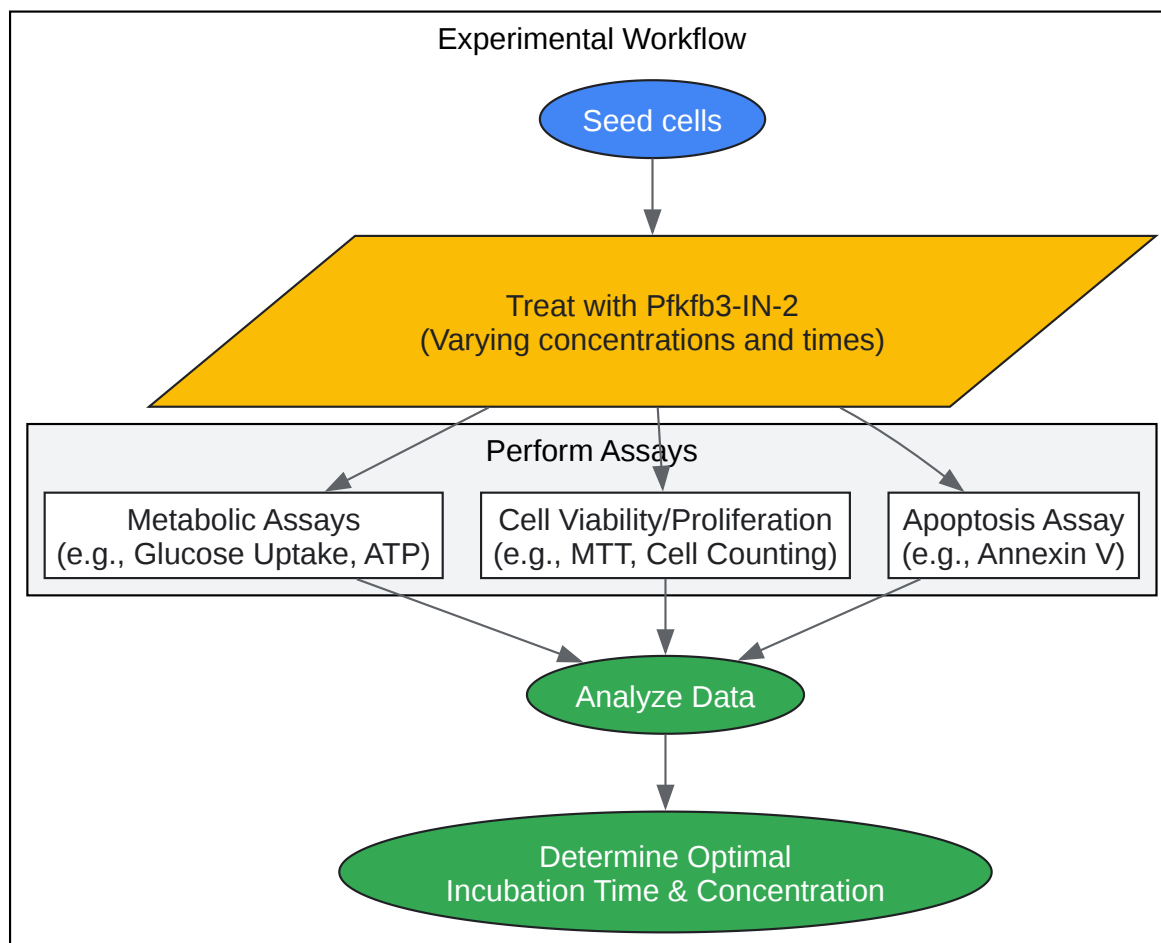 Experimental Workflow
Seed cells
Treat with Pfkfb3-IN-2
(Varying concentrations and times)
Perform Assays
Metabolic Assays
(e.g., Glucose Uptake, ATP)
Cell Viability/Proliferation
(e.g., MTT, Cell Counting)
Apoptosis Assay
(e.g., Annexin V)
Analyze Data
Determine Optimal
Incubation Time & Concentration